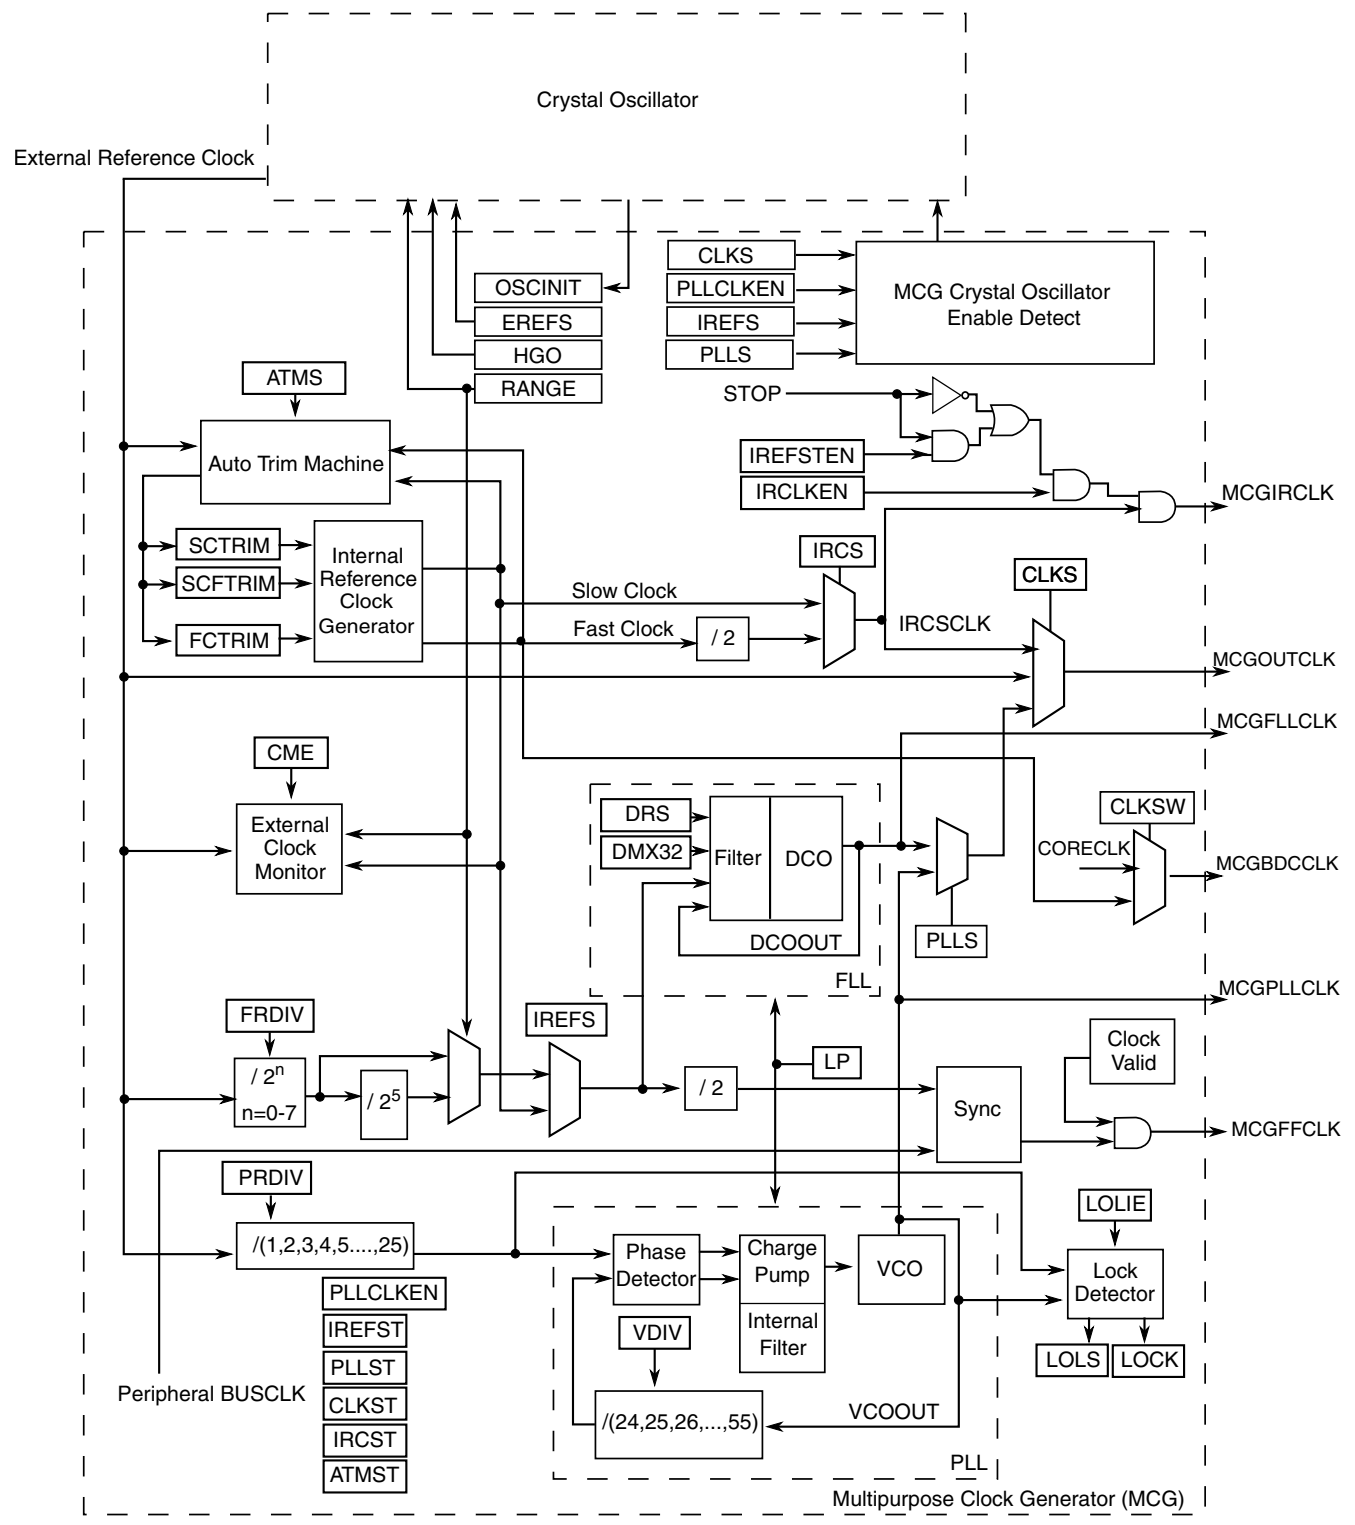 Crystal Oscillator
External Reference Clock
OSCINIT
EREFS
HGO
RANGE
CLKS
PLLCLKEN
IREFS
PLLS
MCG Crystal Oscillator
Enable Detect
ATMS
STOP
IREFSTEN
IRCLKEN
Auto Trim Machine
MCGIRCLK
SCTRIM
SCFTRIM
FCTRIM
Internal
Reference
Clock
Generator
IRCS
CLKS
Slow Clock
Fast Clock
/ 2
IRCSCLK
MCGOUTCLK
MCGFLLCLK
CME
External
Clock
Monitor
DRS
DMX32
Filter
DCO
DCOOUT
FLL
PLLS
CLKSW
CORECLK
MCGBDCCLK
MCGPLLCLK
FRDIV
/ 2n
n=0-7
/ 25
IREFS
LP
/ 2
Sync
Clock
Valid
MCGFFCLK
PRDIV
/(1,2,3,4,5....,25)
Phase
Detector
Charge
Pump
Internal
Filter
VCO
LOLIE
Lock
Detector
LOLS
LOCK
PLLCLKEN
IREFST
PLLST
CLKST
IRCST
ATMST
VDIV
/(24,25,26,...,55)
VCOOUT
PLL
Peripheral BUSCLK
Multipurpose Clock Generator (MCG)